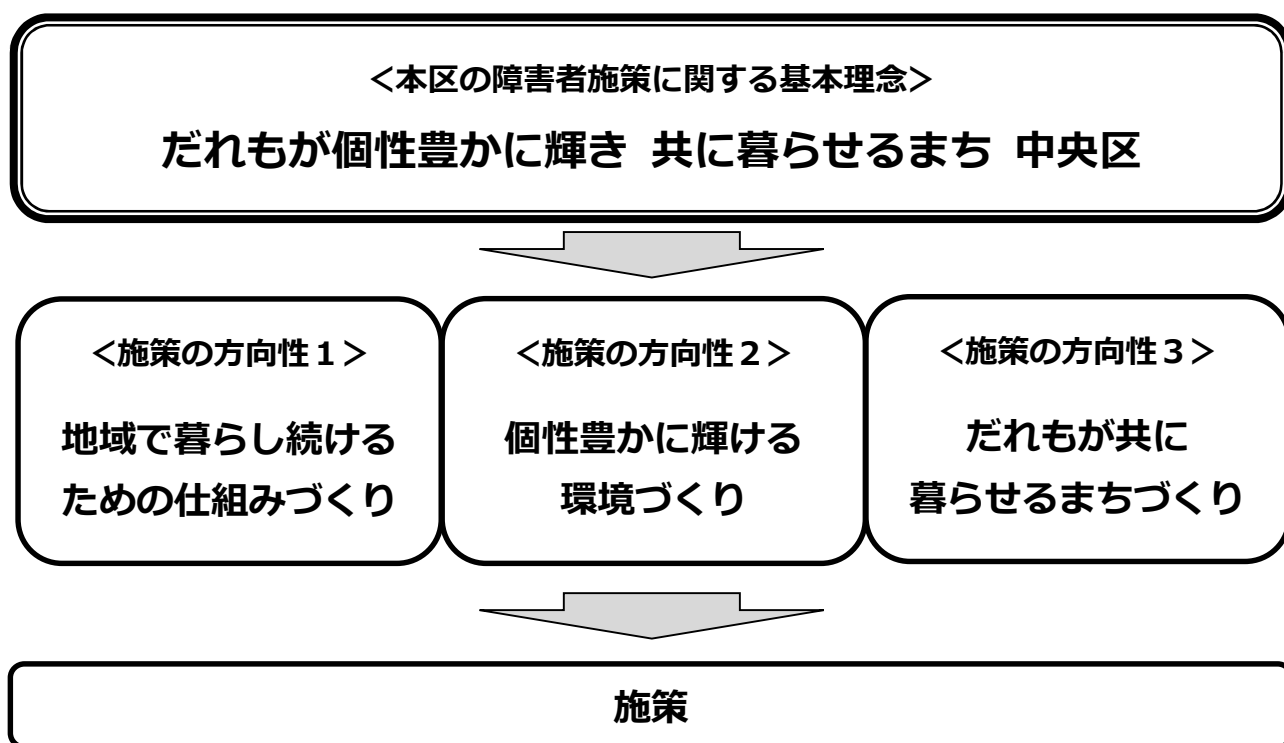 ＜本区の障害者施策に関する基本理念＞
だれもが個性豊かに輝き 共に暮らせるまち 中央区
＜施策の方向性１＞
地域で暮らし続ける
ための仕組みづくり
＜施策の方向性２＞
個性豊かに輝ける
環境づくり
＜施策の方向性３＞
だれもが共に
暮らせるまちづくり
施策